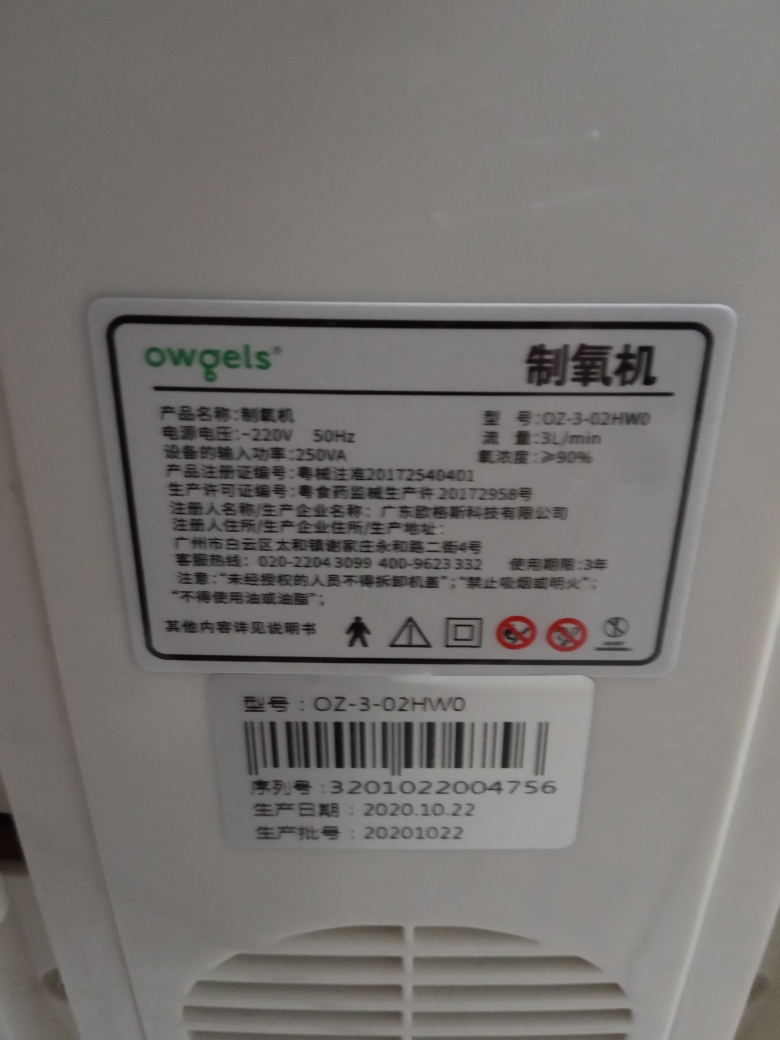 owgels®
制氧机
产品名称:制氧机 型 号:OZ-3-02HW0
电源电压:~220V 50Hz 流 量:3L/min
设备的输入功率:250VA 氧浓度:≥90%
产品注册证编号:粤械注准20172540401
生产许可证编号:粤食药监械生产许20172958号
注册人名称/生产企业名称: 广东欧格斯科技有限公司
注册人住所/生产企业住所/生产地址:
广州市白云区太和镇谢家庄永和路二街4号
客服热线: 020-22043099 400-9623332 使用期限:3年
注意:“未经授权的人员不得拆卸机盖”;“禁止吸烟或明火”;
“不得使用油或油脂”;
其他内容详见说明书
型号:OZ-3-02HW0
序列号:3201022004756
生产日期:2020.10.22
生产批号:20201022